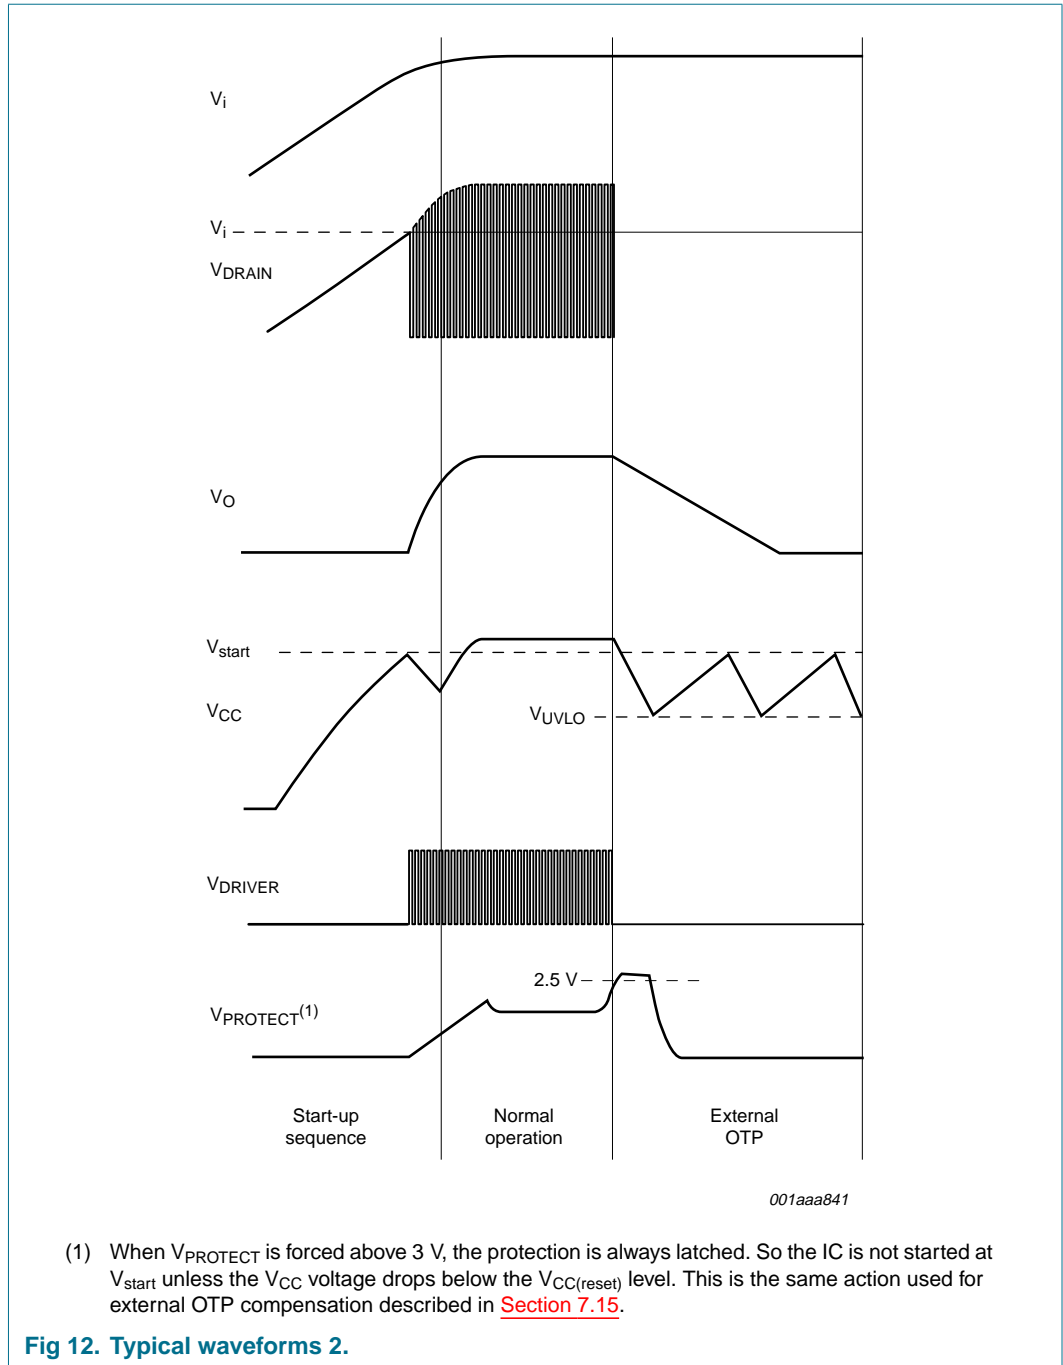 Vi
Vi
VDRAIN
VO
Vstart
VCC
VUVLO
VDRIVER
2.5 V
VPROTECT(1)
Start-up
sequence
Normal
operation
External
OTP
001aaa841
(1) When VPROTECT is forced above 3 V, the protection is always latched. So the IC is not started at
Vstart unless the VCC voltage drops below the VCC(reset) level. This is the same action used for
external OTP compensation described in Section 7.15.
Fig 12. Typical waveforms 2.